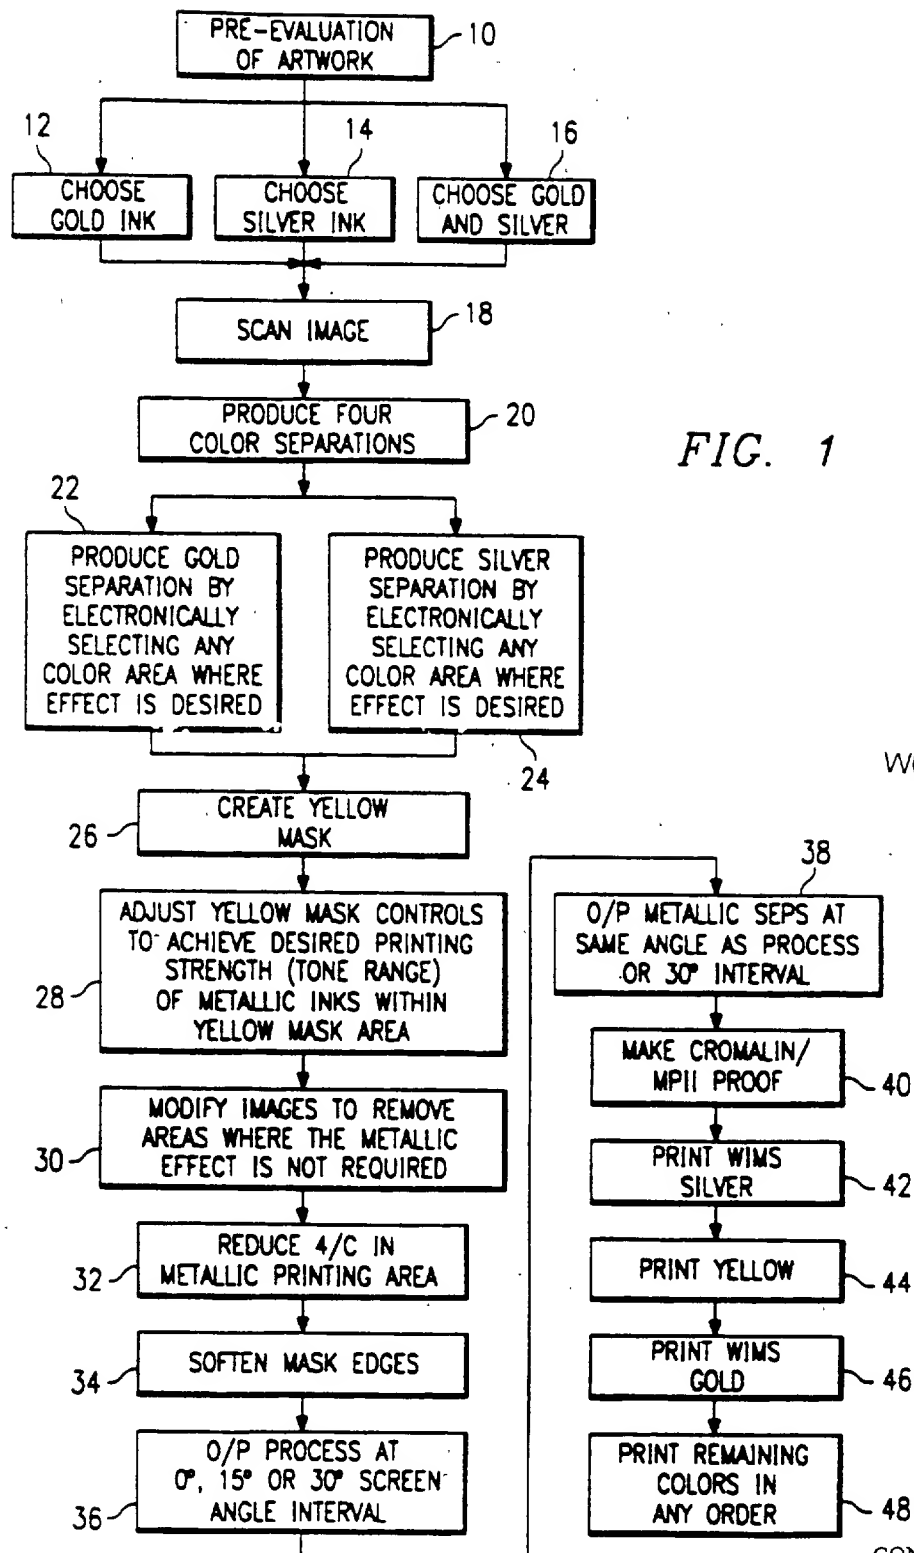 PRE-EVALUATION
OF ARTWORK
10
12
14
16
CHOOSE
GOLD INK
CHOOSE
SILVER INK
CHOOSE GOLD
AND SILVER
SCAN IMAGE
18
PRODUCE FOUR
COLOR SEPARATIONS
20
FIG. 1
22
PRODUCE GOLD
SEPARATION BY
ELECTRONICALLY
SELECTING ANY
COLOR AREA WHERE
EFFECT IS DESIRED
PRODUCE SILVER
SEPARATION BY
ELECTRONICALLY
SELECTING ANY
COLOR AREA WHERE
EFFECT IS DESIRED
24
CREATE YELLOW
MASK
26
ADJUST YELLOW MASK CONTROLS
TO ACHIEVE DESIRED PRINTING
STRENGTH (TONE RANGE)
OF METALLIC INKS WITHIN
YELLOW MASK AREA
28
MODIFY IMAGES TO REMOVE
AREAS WHERE THE METALLIC
EFFECT IS NOT REQUIRED
30
REDUCE 4/C IN
METALLIC PRINTING AREA
32
SOFTEN MASK EDGES
34
O/P PROCESS AT
0°, 15° OR 30° SCREEN
ANGLE INTERVAL
36
38
O/P METALLIC SEPS AT
SAME ANGLE AS PROCESS
OR 30° INTERVAL
MAKE CROMALIN/
MPII PROOF
40
PRINT WIMS
SILVER
42
PRINT YELLOW
44
PRINT WIMS
GOLD
46
PRINT REMAINING
COLORS IN
ANY ORDER
48